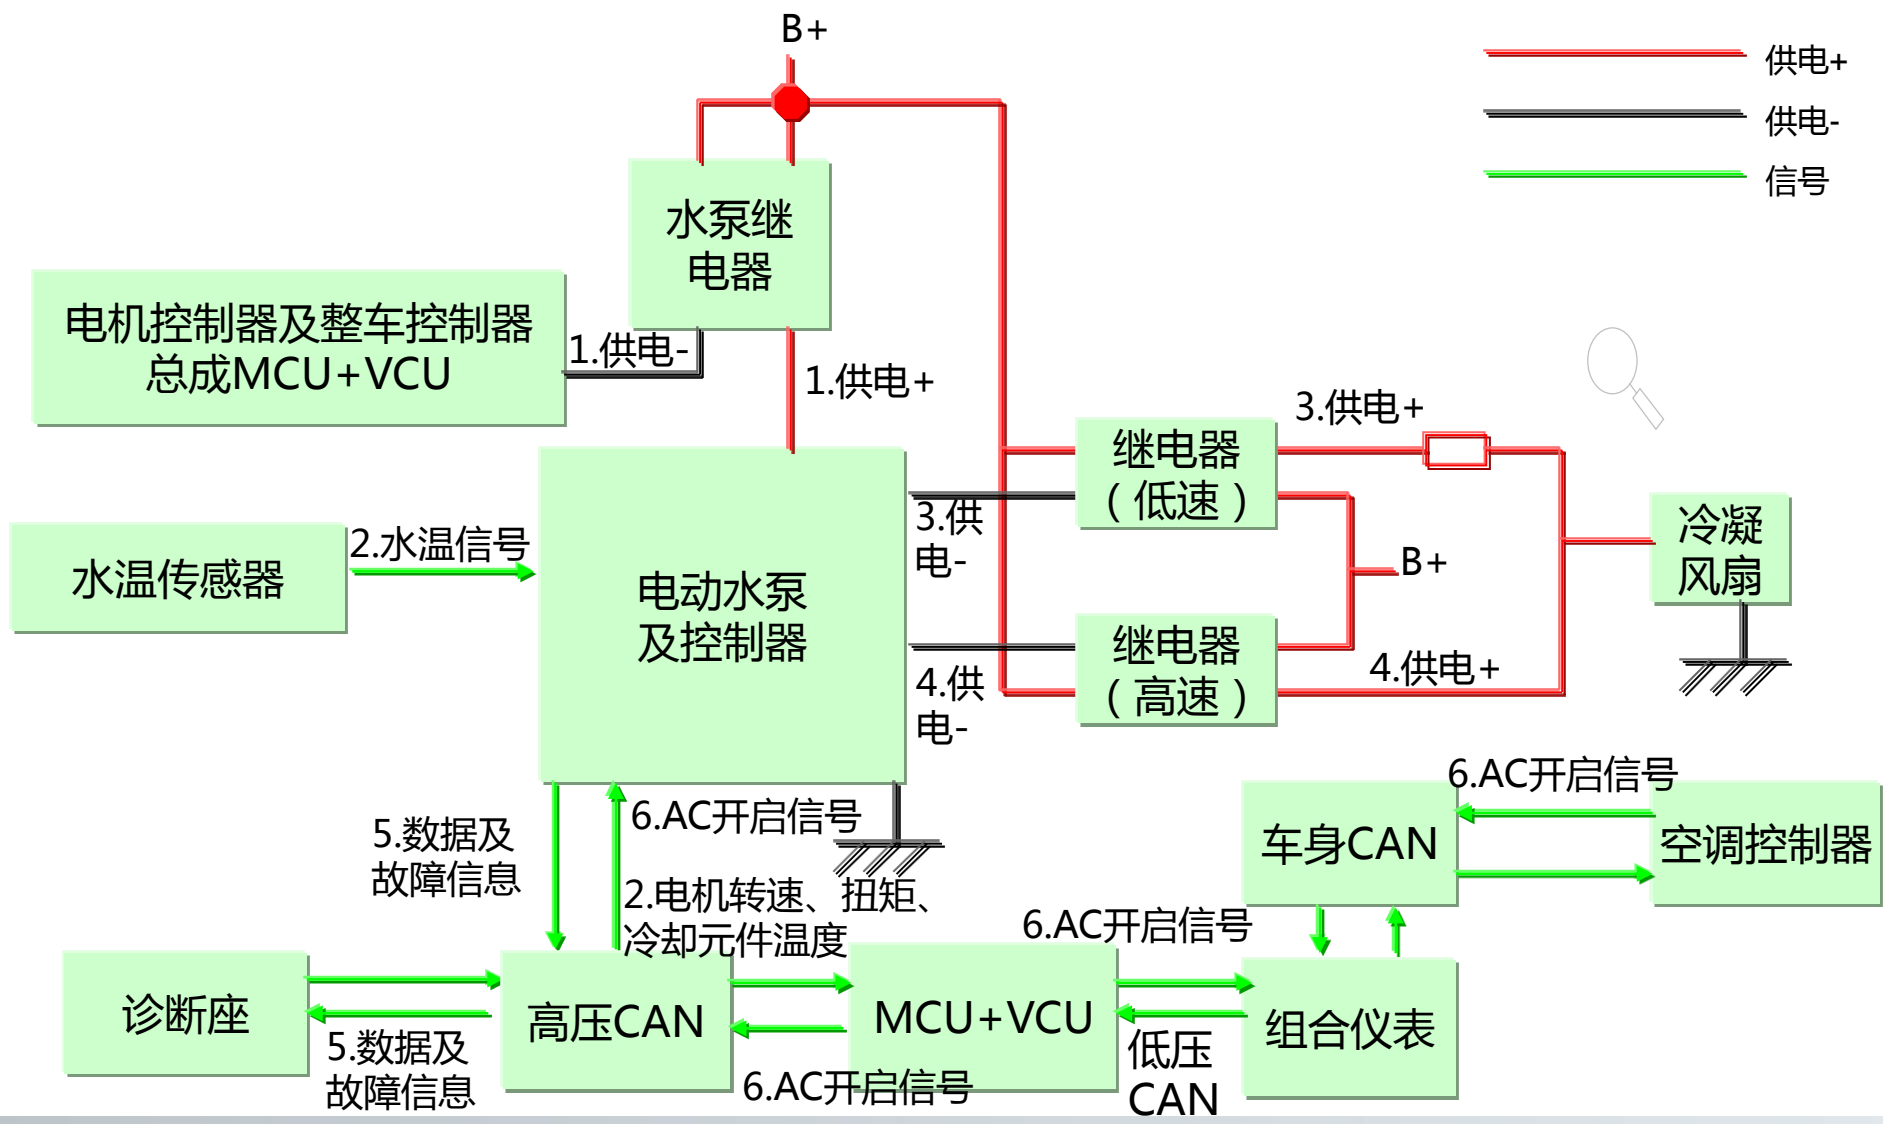 B+
供电+
供电-
信号
水泵继
电器
电机控制器及整车控制器
总成MCU+VCU
1.供电-
1.供电+
3.供电+
继电器
（低速）
3.供
电-
冷凝
风扇
水温传感器
2.水温信号
电动水泵
及控制器
B+
继电器
（高速）
4.供
电-
4.供电+
6.AC开启信号
5.数据及
故障信息
6.AC开启信号
2.电机转速、扭矩、
冷却元件温度
车身CAN
空调控制器
6.AC开启信号
诊断座
高压CAN
MCU+VCU
组合仪表
5.数据及
故障信息
6.AC开启信号
低压
CAN